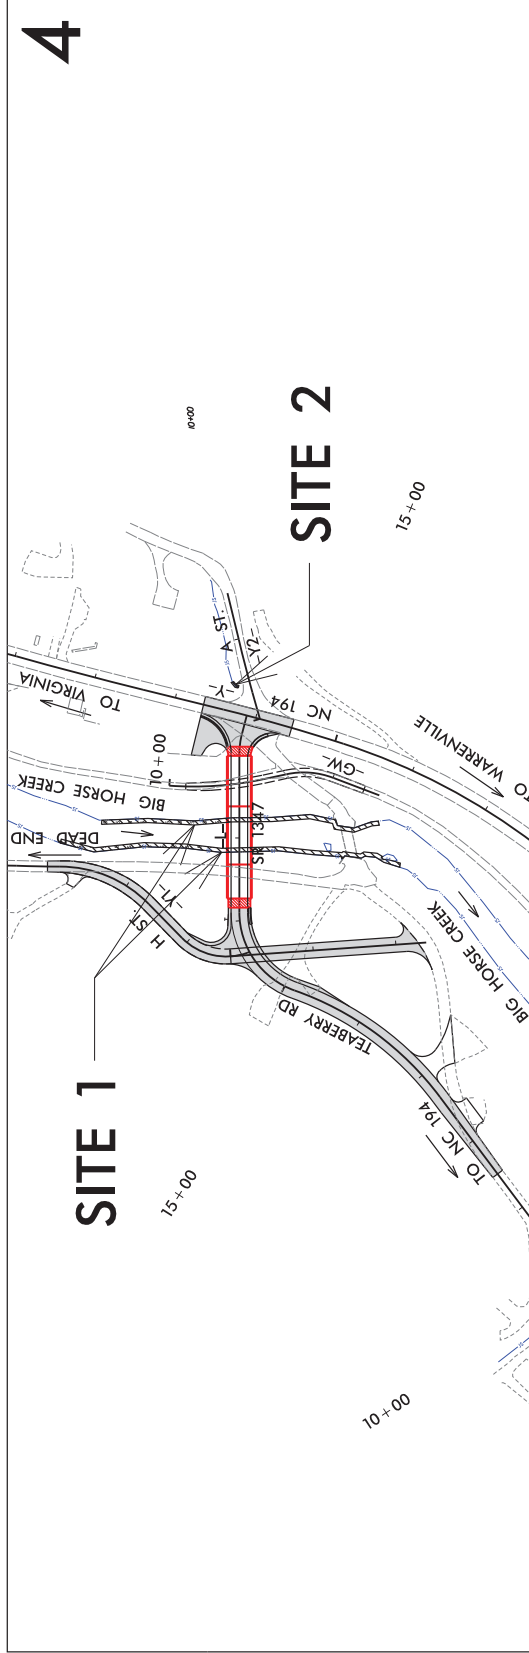 4
SITE 1
SITE 2
10+00
15+00
A ST.
-Y2-
-Y-
NC 194
TO VIRGINIA
10+00
BIG HORSE CREEK
DEAD END
-GW-
TO WARRENVILLE
-L-
SR 1347
-Y1-
H ST.
BIG HORSE CREEK
TEABERRY RD
TO NC 194
15+00
10+00